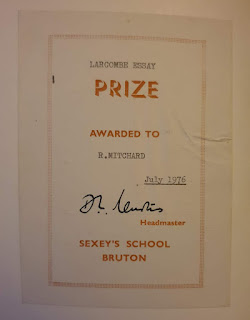 LARCOMBE ESSAY
PRIZE
AWARDED TO
R.MITCHARD
July 1976
Headmaster
SEXEY'S SCHOOL
BRUTON